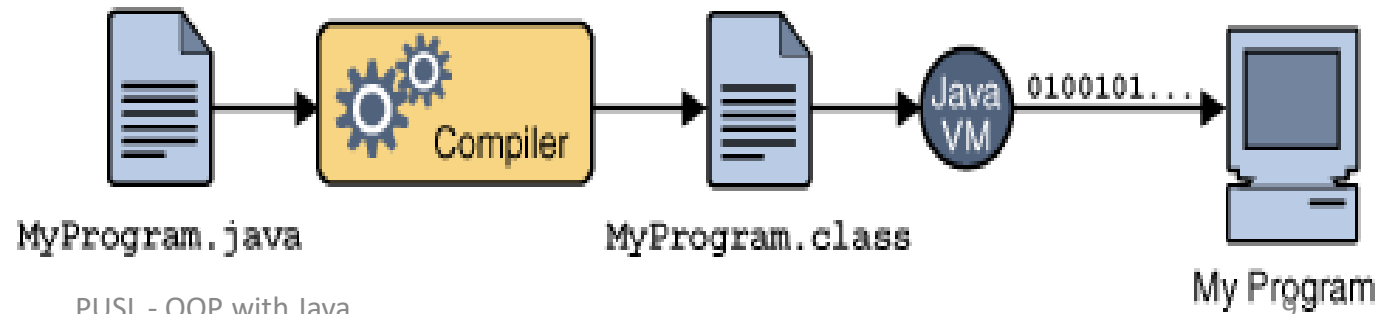 Compiler
Java
VM
0100101...
MyProgram.java
MyProgram.class
My Program
PUSL - OOP with Java